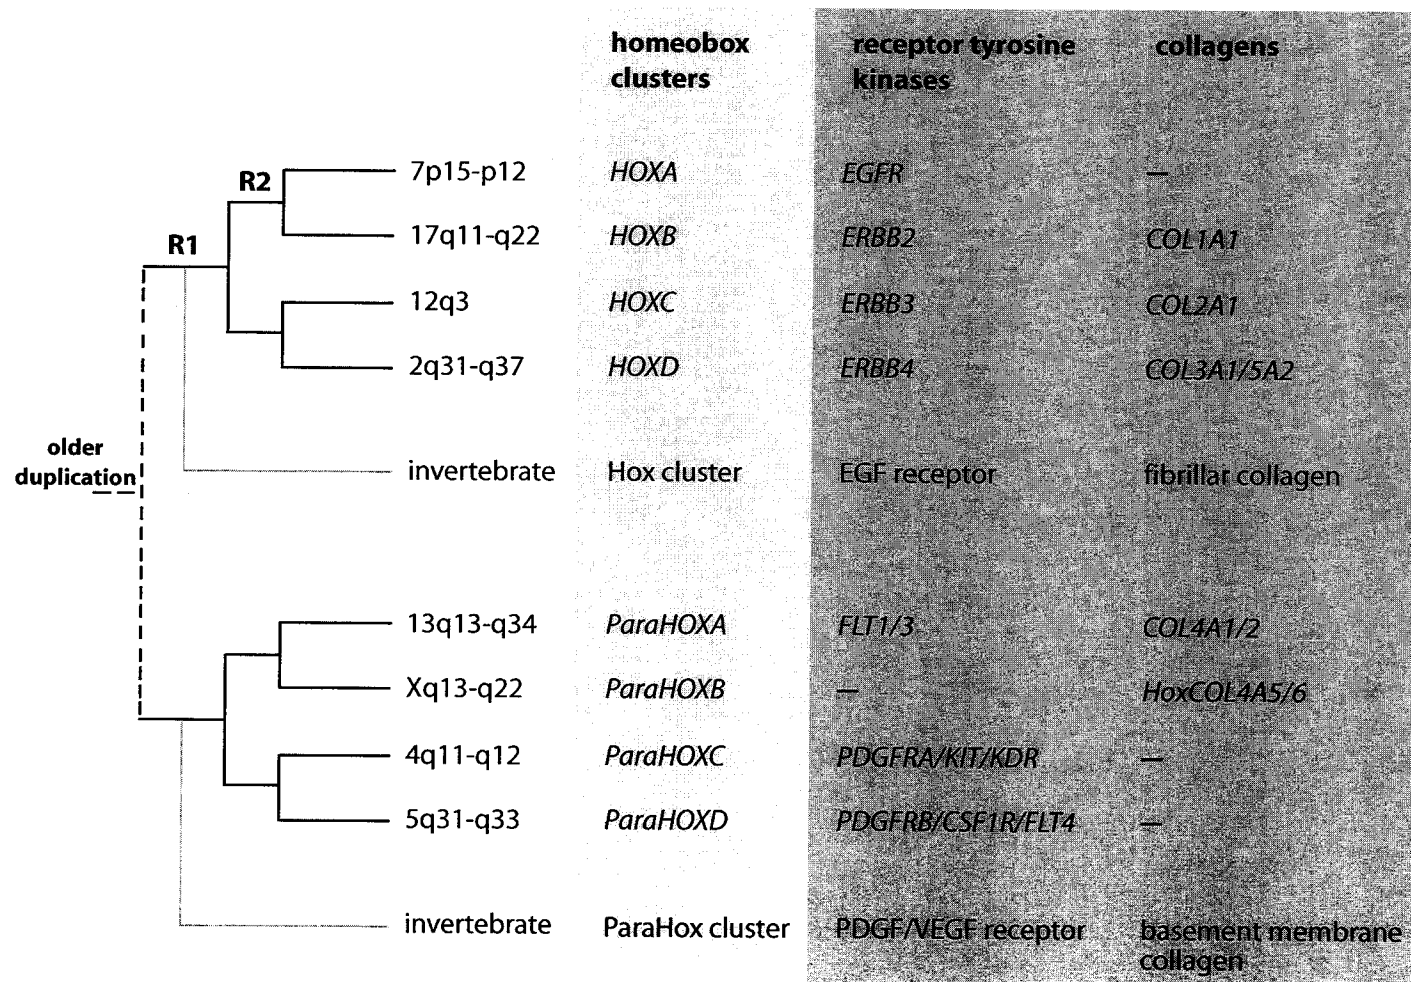 homeobox clusters receptor tyrosine kinases collagens
R2 7p15-p12 HOXA EGFR —
R1 17q11-q22 HOXB ERBB2 COL1A1
12q3 HOXC ERBB3 COL2A1
2q31-q37 HOXD ERBB4 COL3A1/5A2
older duplication
invertebrate Hox cluster EGF receptor fibrillar collagen
13q13-q34 ParaHOXA FLT1/3 COL4A1/2
Xq13-q22 ParaHOXB — HoxCOL4A5/6
4q11-q12 ParaHOXC PDGFRA/KIT/KDR —
5q31-q33 ParaHOXD PDGFRB/CSF1R/FLT4 —
invertebrate ParaHox cluster PDGF/VEGF receptor basement membrane collagen